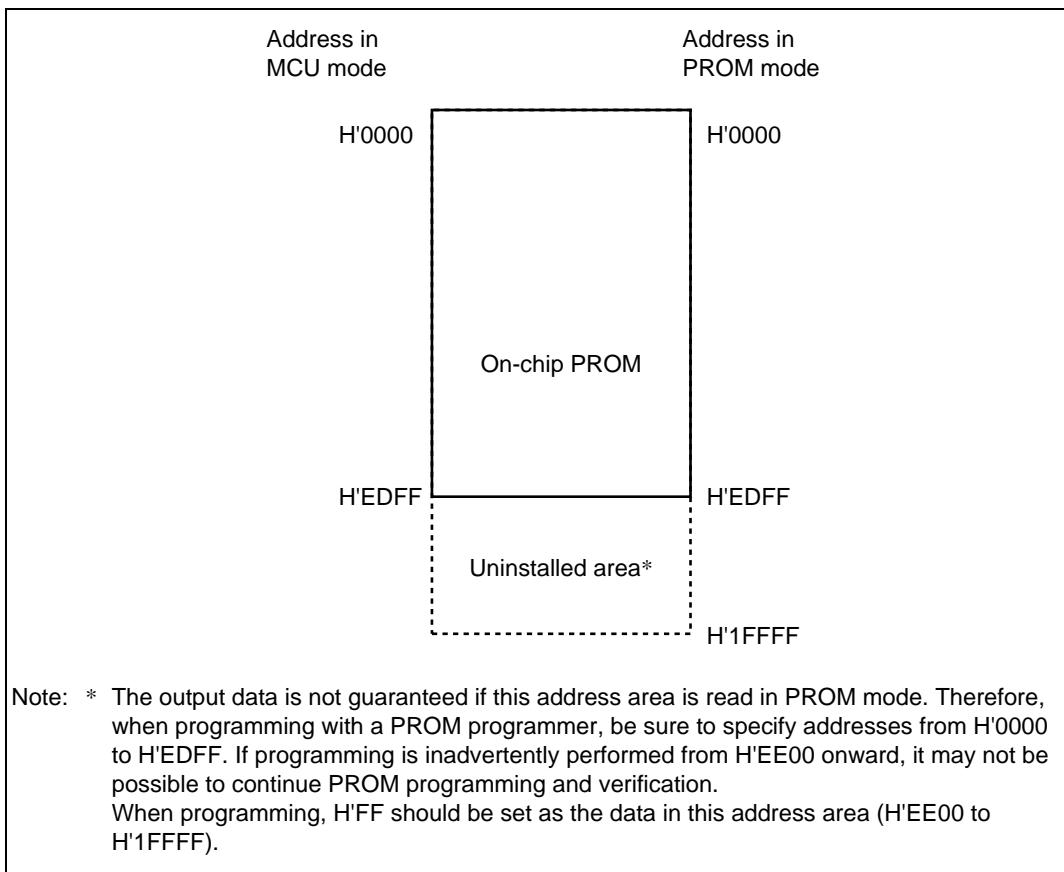 Address in MCU mode
Address in PROM mode
H'0000
H'0000
On-chip PROM
H'EDFF
H'EDFF
Uninstalled area*
H'1FFFF
Note: * The output data is not guaranteed if this address area is read in PROM mode. Therefore,
when programming with a PROM programmer, be sure to specify addresses from H'0000
to H'EDFF. If programming is inadvertently performed from H'EE00 onward, it may not be
possible to continue PROM programming and verification.
When programming, H'FF should be set as the data in this address area (H'EE00 to
H'1FFFF).